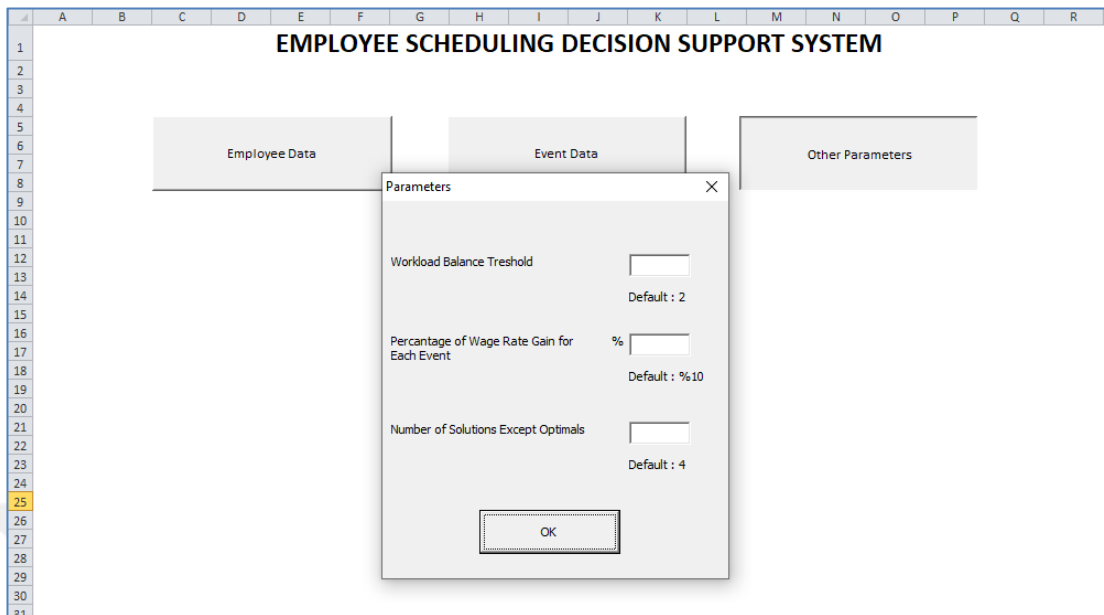 A B C D E F G H I J K L M N O P Q R
1
EMPLOYEE SCHEDULING DECISION SUPPORT SYSTEM
2
3
4
5
6
7
8
Employee Data
Event Data
Other Parameters
Parameters
9
10
11
12
13
14
15
16
17
18
19
20
21
22
23
24
25
26
27
28
29
30
31
Workload Balance Treshold
Default : 2
Percantage of Wage Rate Gain for
Each Event
%
Default : %10
Number of Solutions Except Optimals
Default : 4
OK